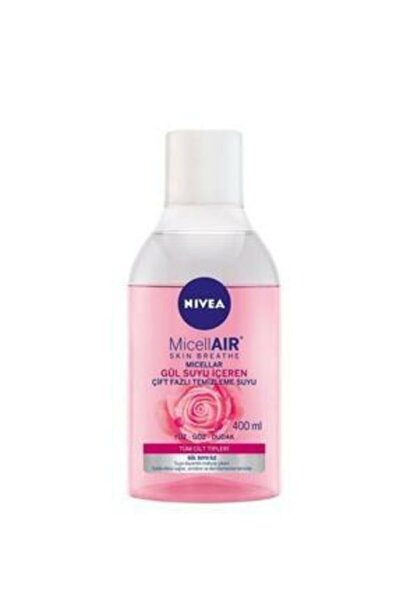 NIVEA
MicellAIR®
SKIN BREATHE
MICELLAR
GÜL SUYU İÇEREN
ÇİFT FAZLI TEMİZLEME SUYU
400 ml
YÜZ - GÖZ - DUDAK
TÜM CİLT TİPLERİ
GÜL SUYU İLE